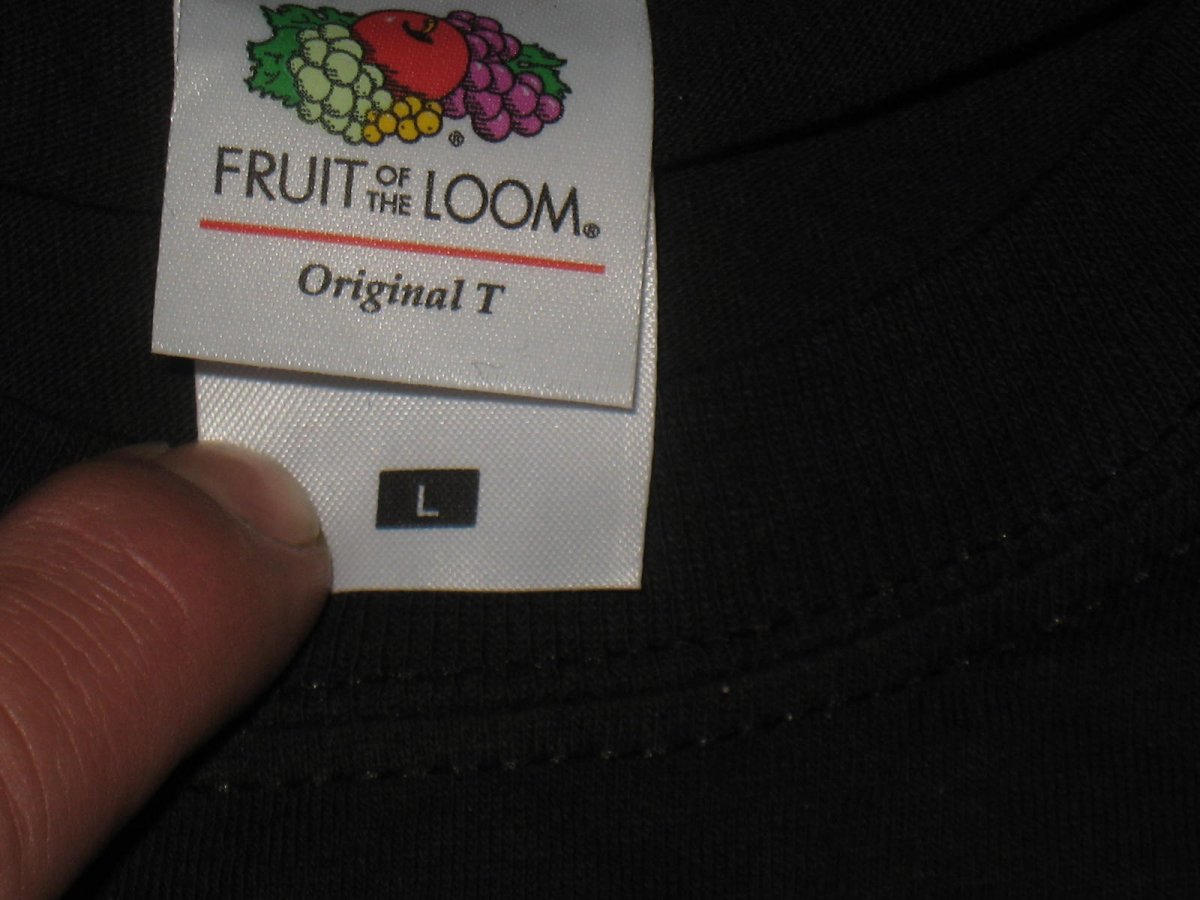 ®
FRUIT OF THE LOOM®
Original T
L